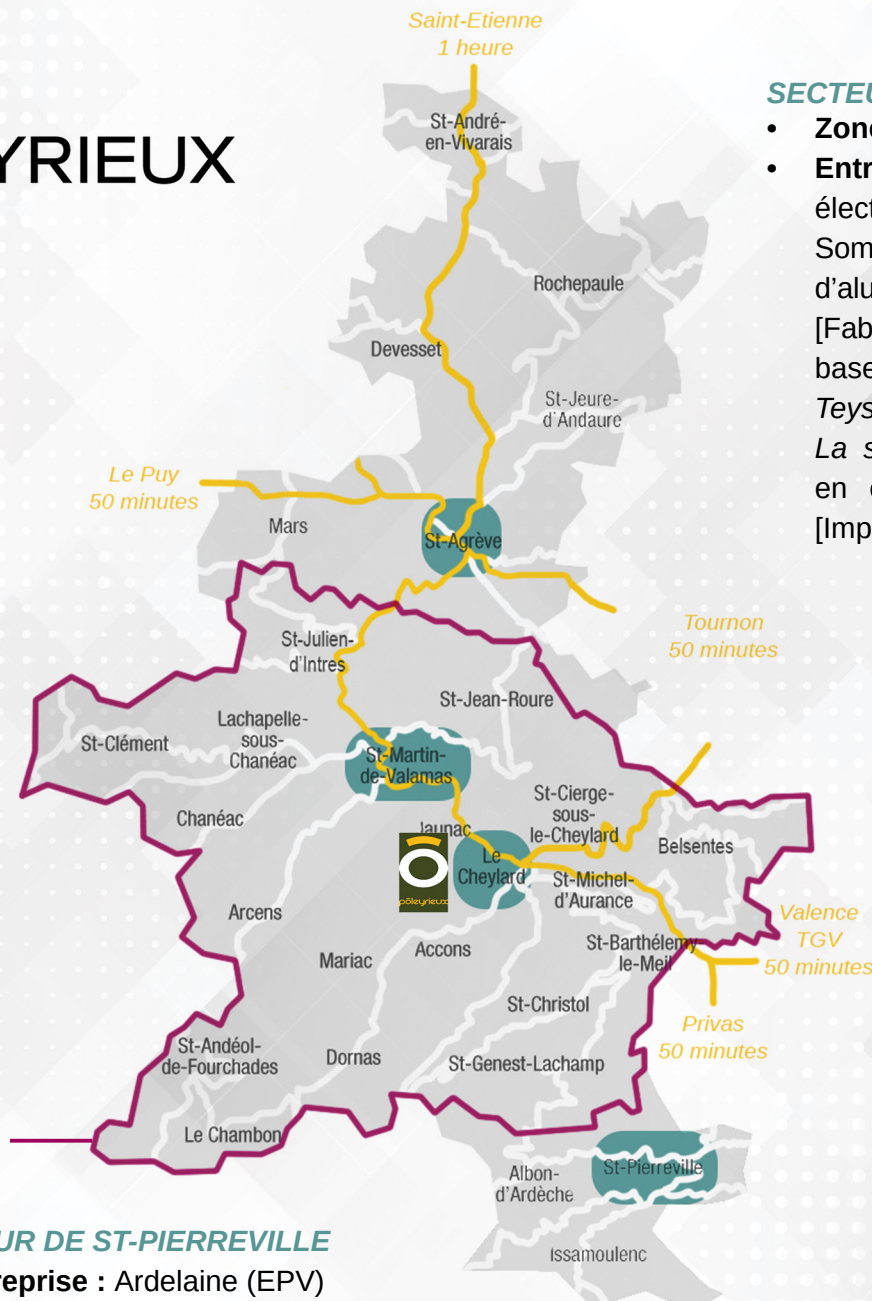 Saint-Etienne
1 heure
YRIEUX
St-André-
en-Vivarais
Rochepaule
Devesset
St-Jeure-
d'Andaure
Le Puy
50 minutes
Mars
St-Agrève
Tournon
50 minutes
St-Julien-
d'Intres
St-Jean-Roure
Lachapelle-
sous-
Chanéac
St-Clément
St-Martin-
de-Valamas
Chanéac
St-Cierge-
sous-
le-Cheylard
Jaunac
Belsentes
Le
Cheylard
pôleyrieux
St-Michel-
d'Aurance
Arcens
Valence
TGV
50 minutes
Accons
Mariac
St-Barthélemy-
le-Meil
St-Christol
Privas
50 minutes
St-Andéol-
de-Fourchades
Dornas
St-Genest-Lachamp
Le Chambon
St-Pierreville
Albon-
d'Ardèche
Issamoulenc
SECTEU
• Zone
• Entr
élect
Som
d'alu
[Fab
base
Teys
La s
en
[Imp
UR DE ST-PIERREVILLE
reprise : Ardelaine (EPV)